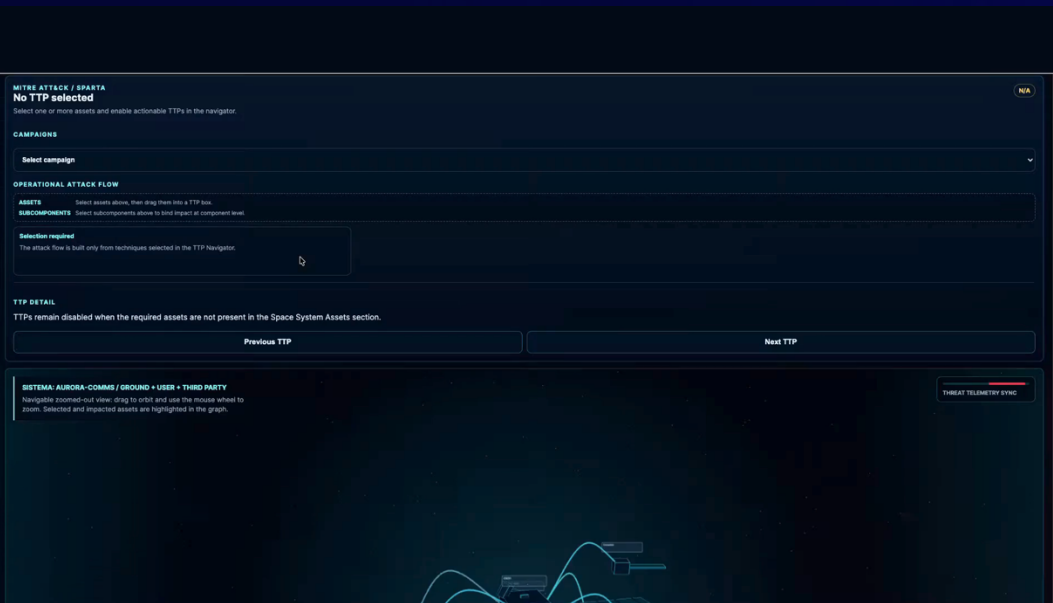 MITRE ATT&CK / SPARTA
No TTP selected
N/A
Select one or more assets and enable actionable TTPs in the navigator.
CAMPAIGNS
Select campaign
OPERATIONAL ATTACK FLOW
ASSETS Select assets above, then drag them into a TTP box.
SUBCOMPONENTS Select subcomponents above to bind impact at component level.
Selection required
The attack flow is built only from techniques selected in the TTP Navigator.
TTP DETAIL
TTPs remain disabled when the required assets are not present in the Space System Assets section.
Previous TTP
Next TTP
SISTEMA: AURORA-COMMS / GROUND + USER + THIRD PARTY
Navigable zoomed-out view: drag to orbit and use the mouse wheel to
zoom. Selected and impacted assets are highlighted in the graph.
THREAT TELEMETRY SYNC